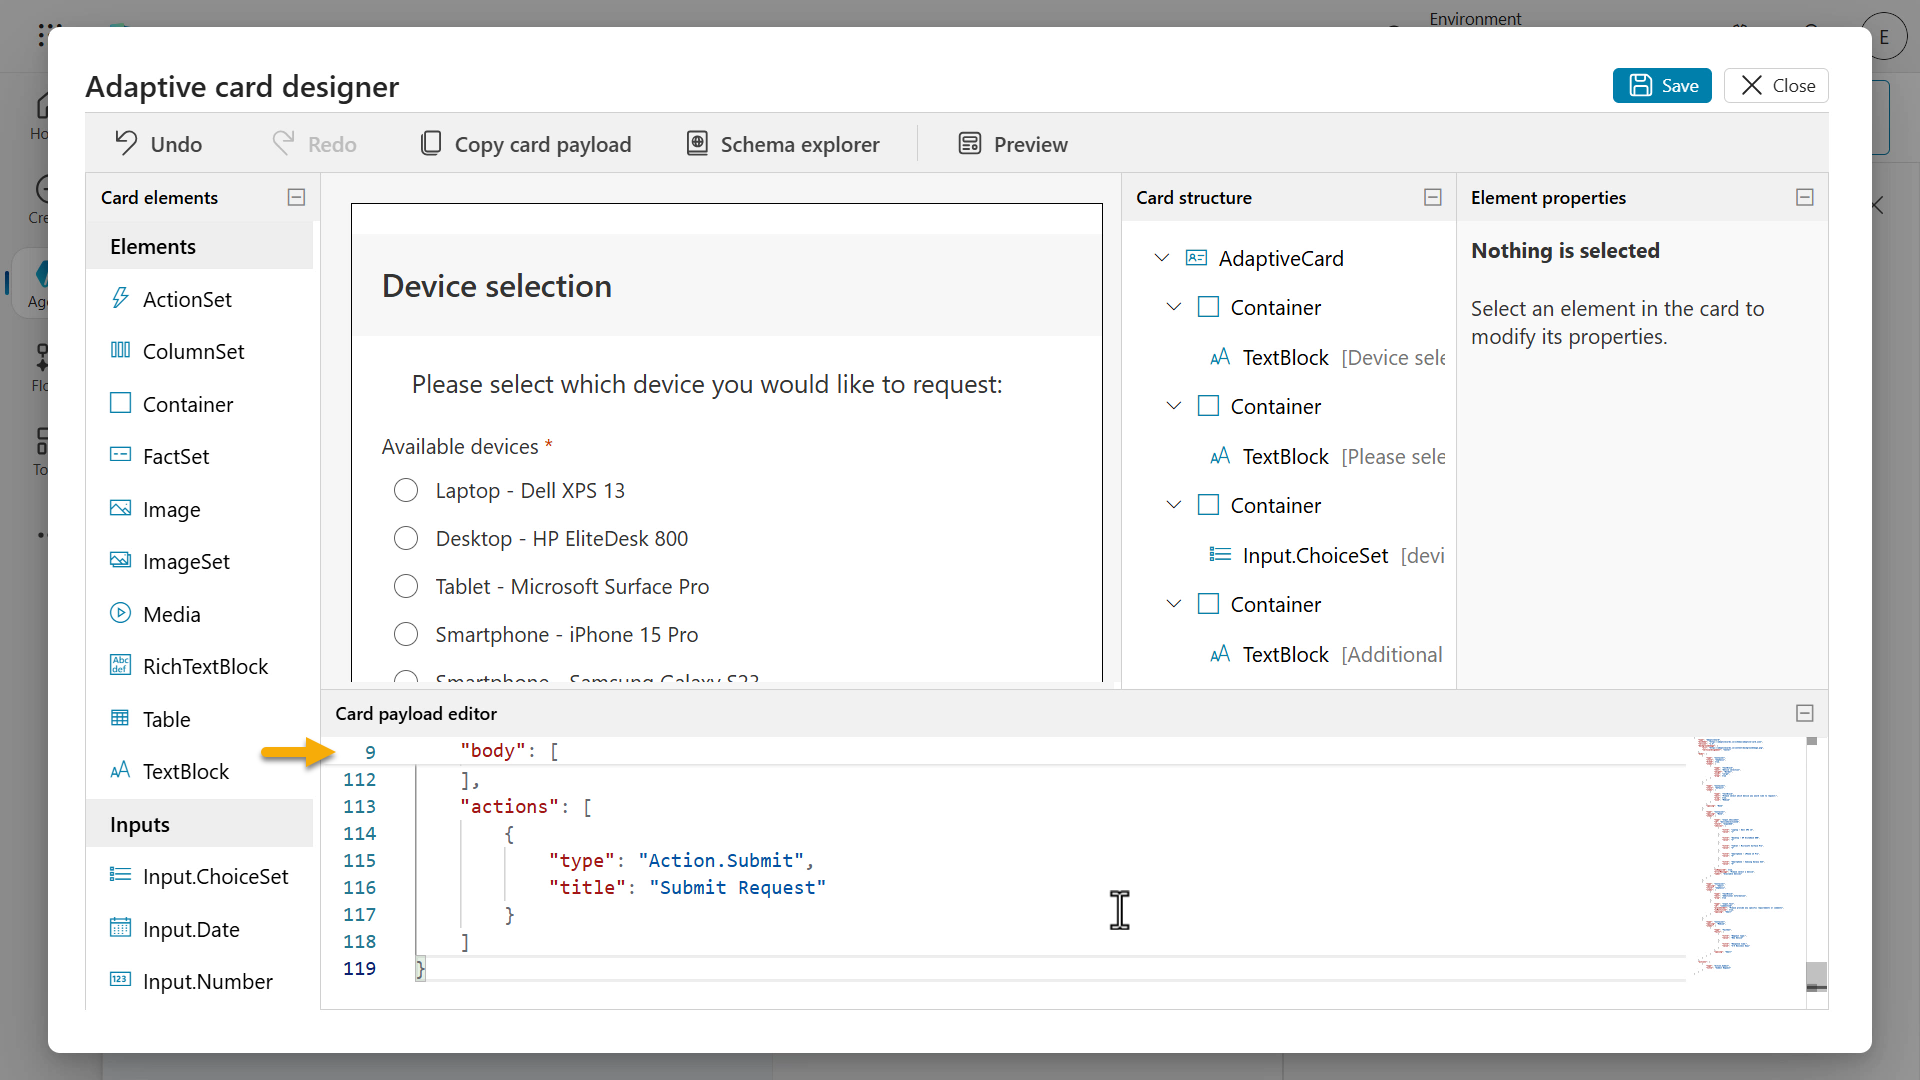 Environment
E
Adaptive card designer
Save
Close
Undo
Redo
Copy card payload
Schema explorer
Preview
Card elements
Elements
ActionSet
ColumnSet
Container
FactSet
Image
ImageSet
Media
RichTextBlock
Table
TextBlock
Inputs
Input.ChoiceSet
Input.Date
Input.Number
Device selection
Please select which device you would like to request:
Available devices *
Laptop - Dell XPS 13
Desktop - HP EliteDesk 800
Tablet - Microsoft Surface Pro
Smartphone - iPhone 15 Pro
Smartphone - Samsung Galaxy S23
Card structure
AdaptiveCard
Container
TextBlock [Device sele
Container
TextBlock [Please sele
Container
Input.ChoiceSet [devi
Container
TextBlock [Additional
Element properties
Nothing is selected
Select an element in the card to
modify its properties.
Card payload editor
9 "body": [
112 ],
113 "actions": [
114 {
115 "type": "Action.Submit",
116 "title": "Submit Request"
117 }
118 ]
119 }